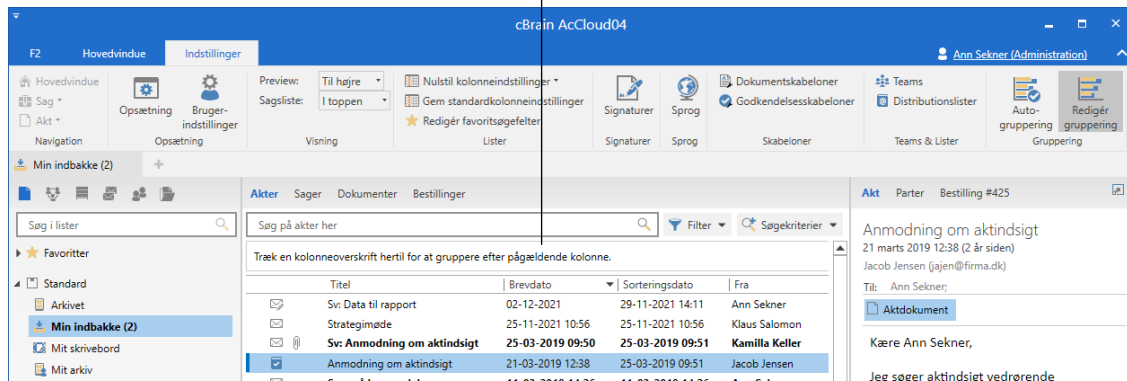 cBrain AcCloud04
F2 Hovedvindue Indstillinger Ann Sekner (Administration)
Hovedvindue
Sag
Akt
Navigation
Opsætning
Bruger-
indstillinger
Opsætning
Preview: Til højre
Sagsliste: I toppen
Visning
Nulstil kolonneindstillinger
Gem standardkolonneindstillinger
Redigér favoritsøgefelter
Lister
Signaturer
Signaturer
Sprog
Sprog
Dokumentskabeloner
Godkendelsesskabeloner
Skabeloner
Teams
Distributionslister
Teams & Lister
Auto-
gruppering
Redigér
gruppering
Gruppering
Min indbakke (2)
Søg i lister
Favoritter
Standard
Arkivet
Min indbakke (2)
Mit skrivebord
Mit arkiv
Akter Sager Dokumenter Bestillinger
Søg på akter her Filter Søgekriterier
Træk en kolonneoverskrift hertil for at gruppere efter pågældende kolonne.
Titel Brevdato Sorteringsdato Fra
Sv: Data til rapport 02-12-2021 29-11-2021 14:11 Ann Sekner
Strategimøde 25-11-2021 10:56 25-11-2021 10:56 Klaus Salomon
Sv: Anmodning om aktindsigt 25-03-2019 09:50 25-03-2019 09:51 Kamilla Keller
Anmodning om aktindsigt 21-03-2019 12:38 25-03-2019 09:51 Jacob Jensen
Akt Parter Bestilling #425
Anmodning om aktindsigt
21 marts 2019 12:38 (2 år siden)
Jacob Jensen (jajen@firma.dk)
Til: Ann Sekner;
Aktdokument
Kære Ann Sekner,
Jeg søger aktindsigt vedrørende